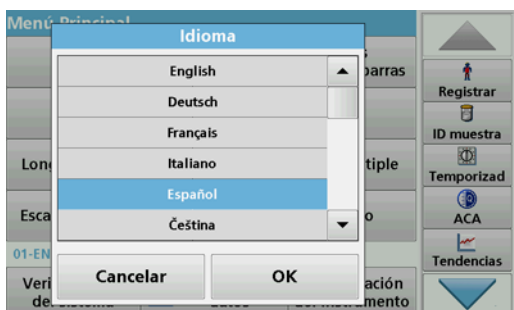 Menú Principal
Idioma
English
Deutsch
Français
Italiano
Español
Čeština
Cancelar
OK
barras
tiple
o
Long
Esca
01-EN
Veri
ación
Registrar
ID muestra
Temporizad
ACA
Tendencias